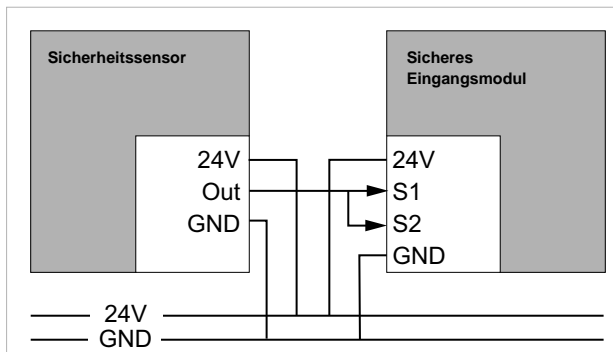 Sicherheitssensor
Sicheres
Eingangsmodul
24V
Out
GND
24V
S1
S2
GND
24V
GND